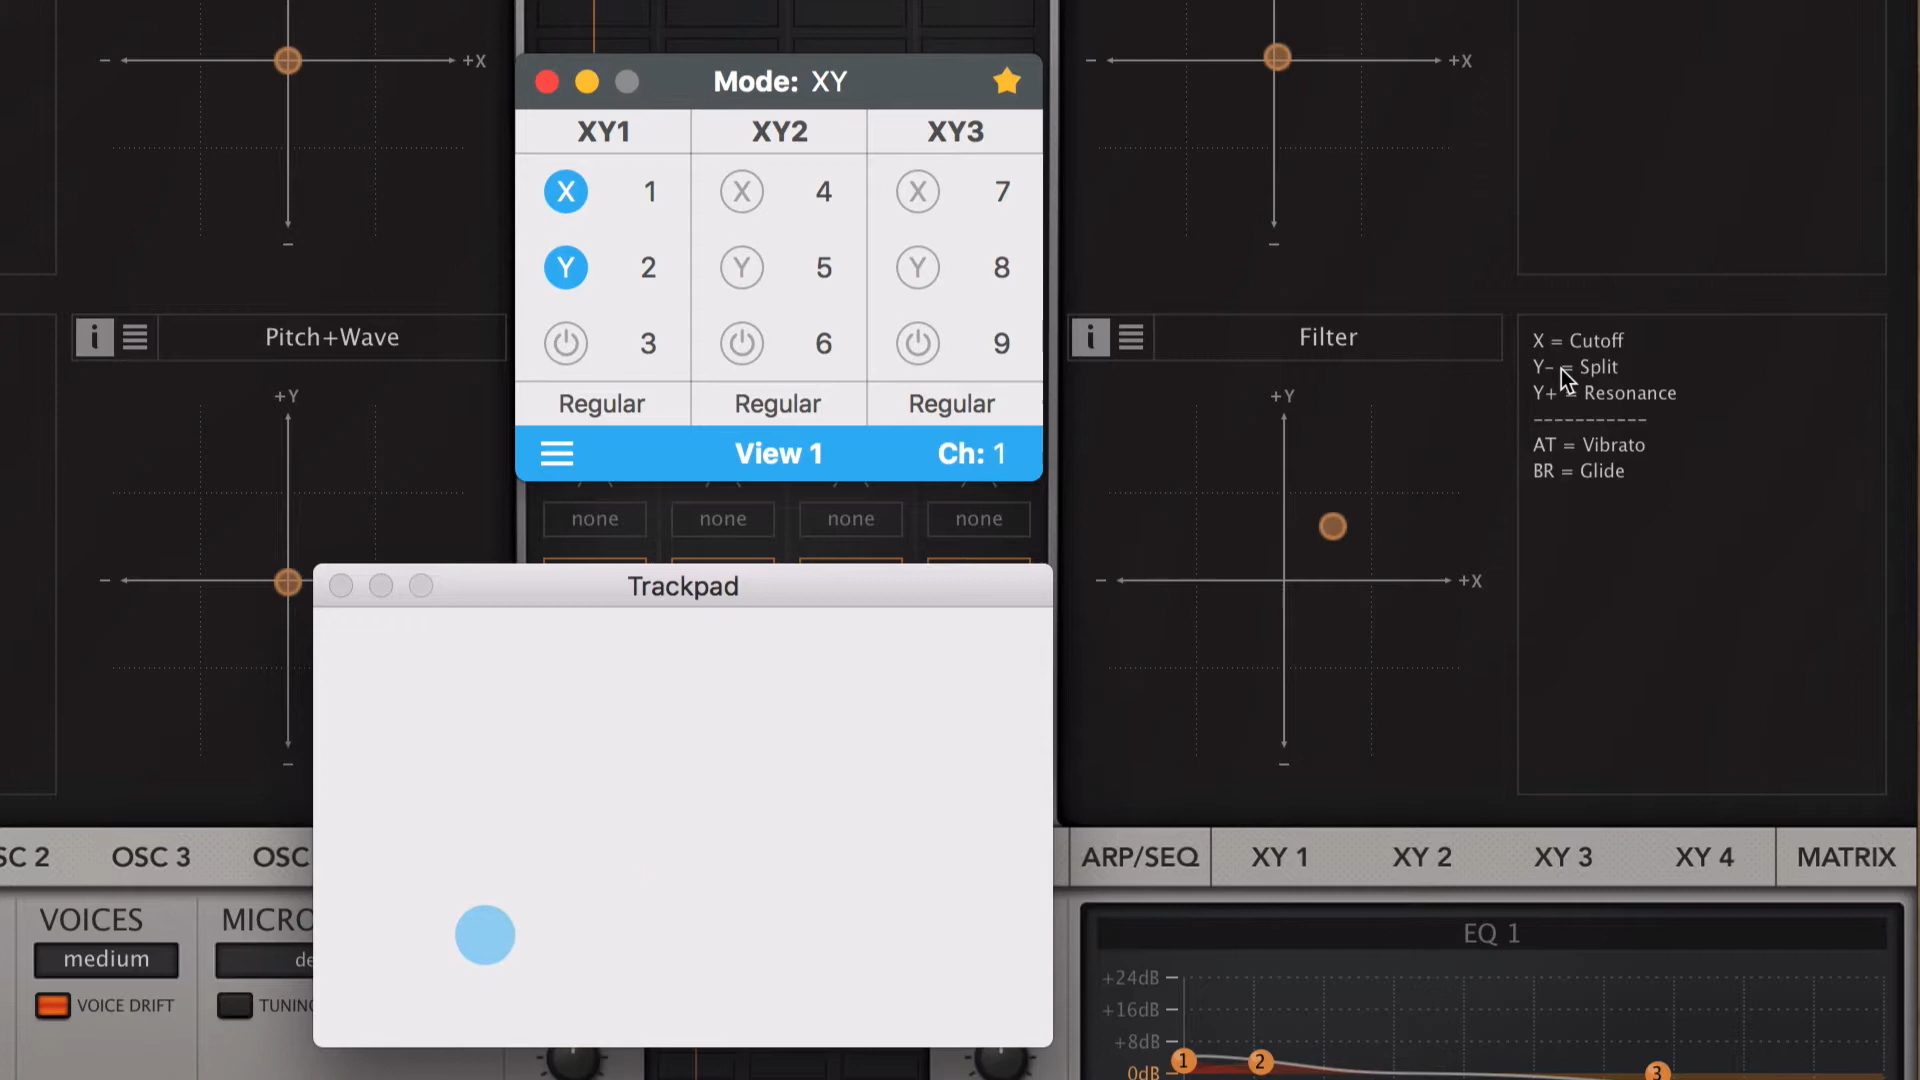 - +X
- +X
-
-
Mode: XY
XY1 XY2 XY3
X 1 X 4 X 7
Y 2 Y 5 Y 8
3 6 9
Regular Regular Regular
View 1 Ch: 1
none none none none
i Pitch+Wave
+Y
-
-
i Filter
+Y
- +X
-
X = Cutoff
Y- = Split
Y+ = Resonance
-----------
AT = Vibrato
BR = Glide
Trackpad
SC 2 OSC 3 OSC
ARP/SEQ XY 1 XY 2 XY 3 XY 4 MATRIX
VOICES
medium
VOICE DRIFT
MICRO
de
TUNING
EQ 1
+24dB
+16dB
+8dB
0dB
1 2 3